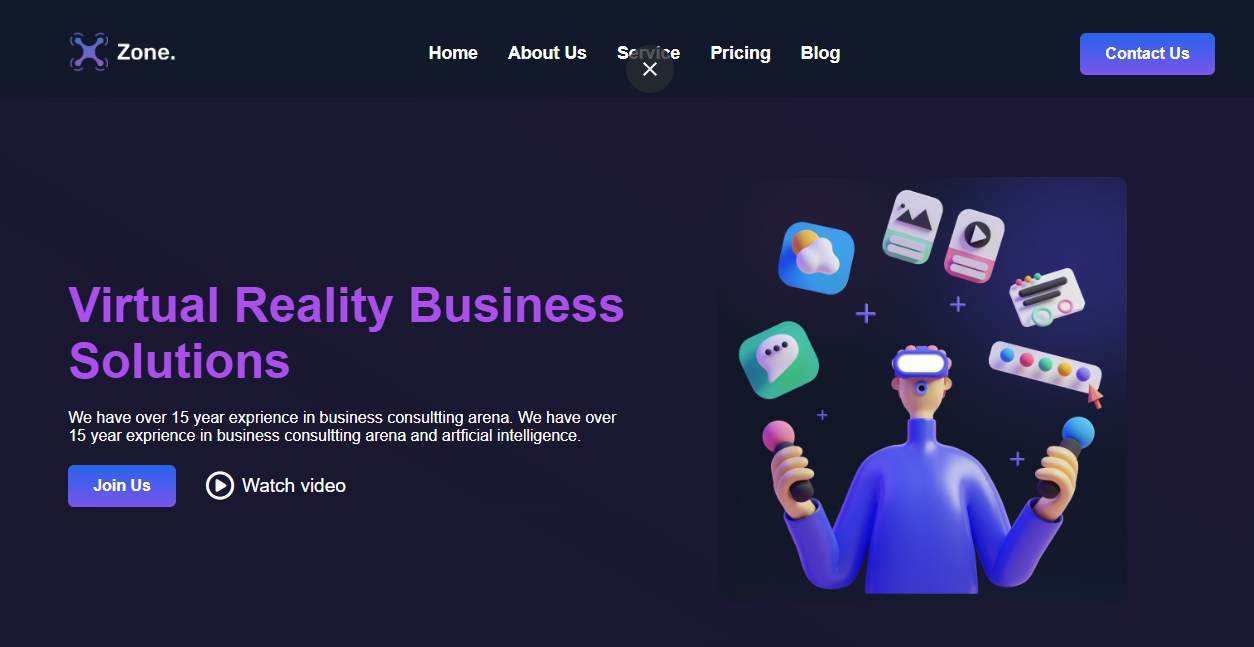 Zone.
Home About Us Service Pricing Blog
Contact Us
Virtual Reality Business
Solutions
We have over 15 year exprience in business consultting arena. We have over
15 year exprience in business consultting arena and artficial intelligence.
Join Us
Watch video